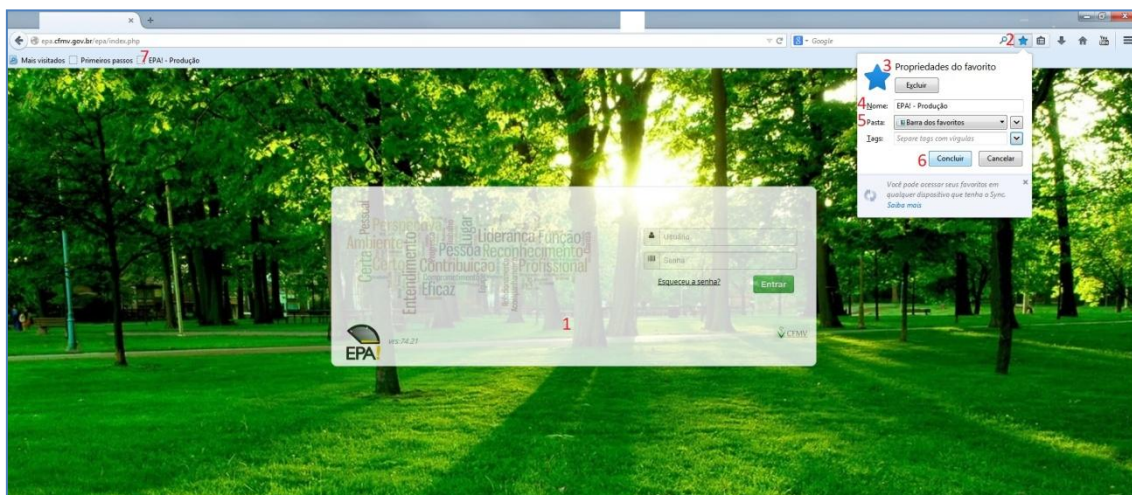 epa.cfmv.gov.br/epa/index.php
Google
2
Mais visitados Primeiros passos 7 EPA! - Produção
3 Propriedades do favorito
Excluir
4 Nome: EPA! - Produção
5 Pasta: Barra dos favoritos
Tags: Separe tags com vírgulas
6 Concluir Cancelar
Você pode acessar seus favoritos em
qualquer dispositivo que tenha o Sync.
Saiba mais
Pessoal
Ambiente
Certa
Certo
Entendimento
Pessoa
Lugar
Liderança Função
Reconhecimento
Contribuição
Profissional
Eficaz
Usuário
Senha
Esqueceu a senha?
Entrar
1
EPA!
CFMV